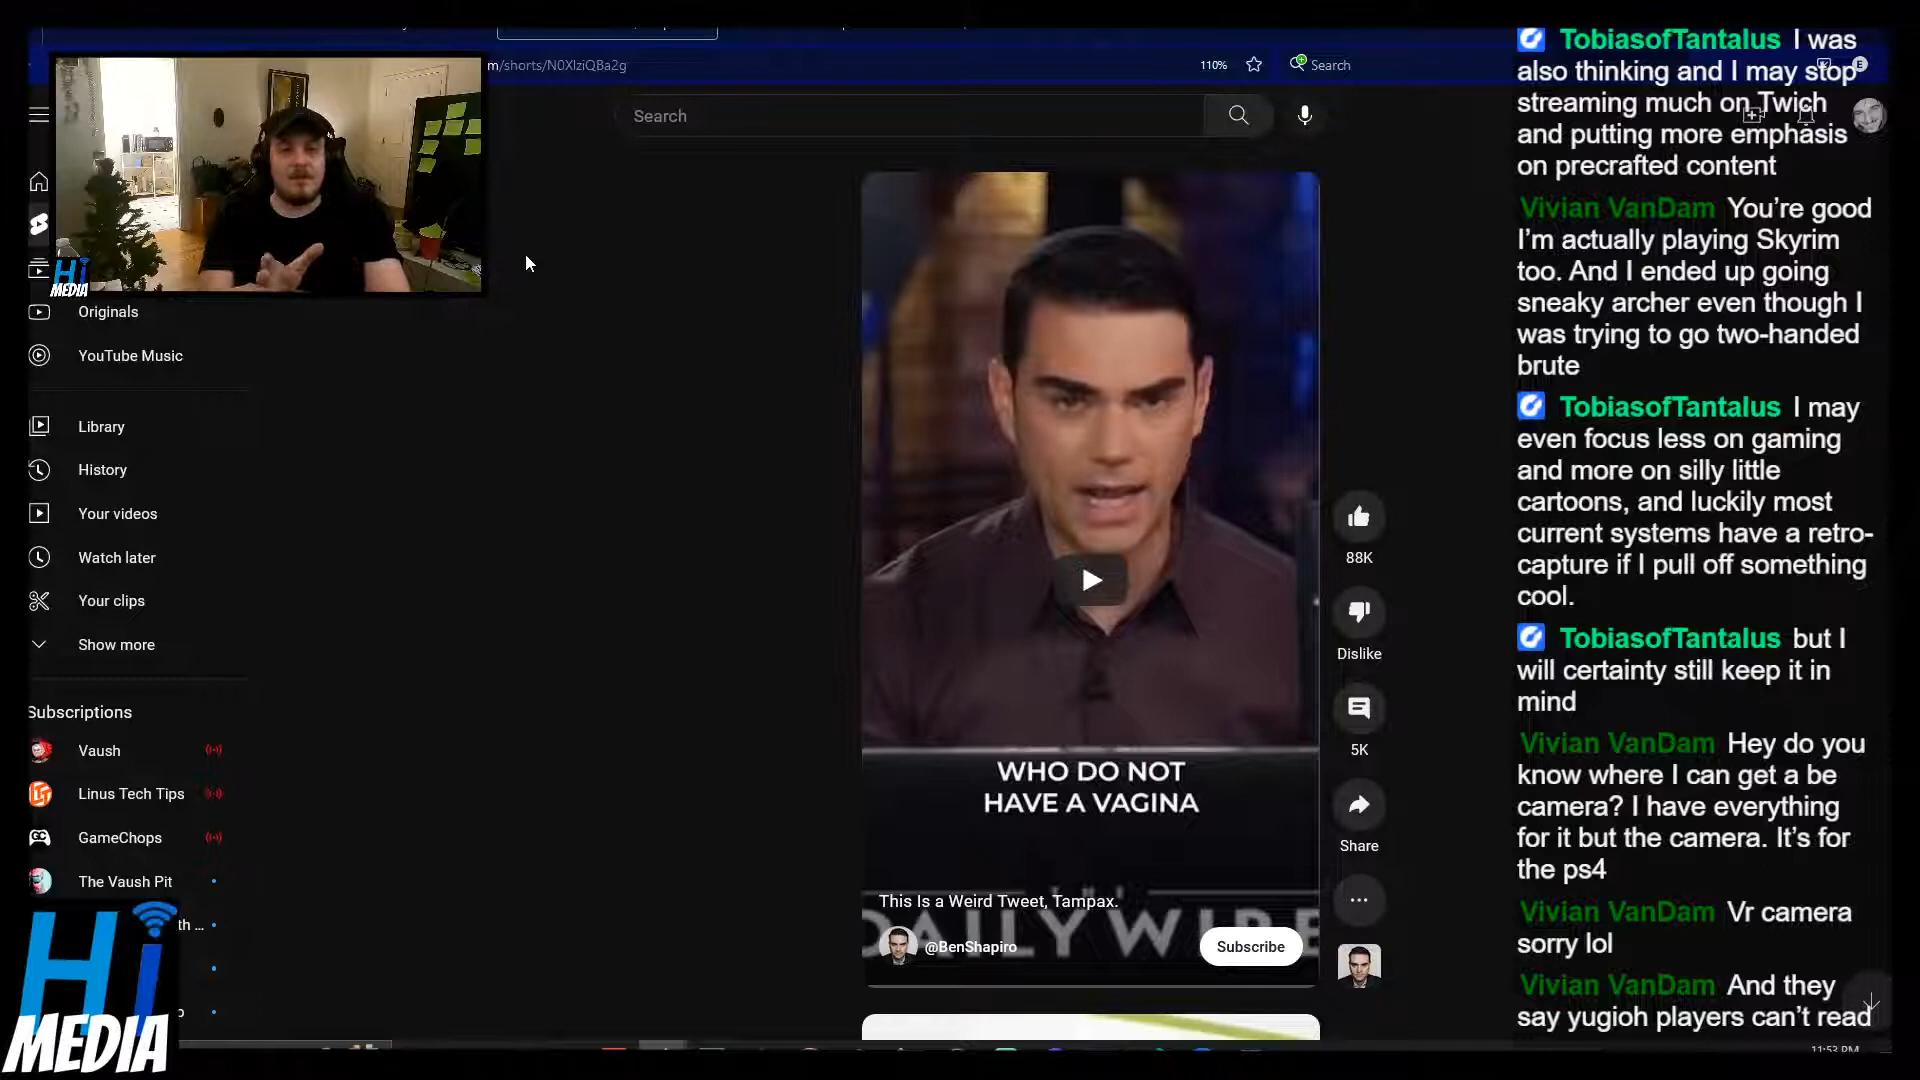 m/shorts/N0XlziQBa2g
110%
Search
E
Search
Hi
MEDIA
Originals
YouTube Music
Library
History
Your videos
Watch later
Your clips
Show more
Subscriptions
Vaush
Linus Tech Tips
GameChops
The Vaush Pit
th ...
Hi
MEDIA
WHO DO NOT
HAVE A VAGINA
This Is a Weird Tweet, Tampax.
DAILY WIRE
@BenShapiro
Subscribe
88K
Dislike
5K
Share
TobiasofTantalus I was
also thinking and I may stop
streaming much on Twich
and putting more emphasis
on precrafted content
Vivian VanDam You’re good
I’m actually playing Skyrim
too. And I ended up going
sneaky archer even though I
was trying to go two-handed
brute
TobiasofTantalus I may
even focus less on gaming
and more on silly little
cartoons, and luckily most
current systems have a retro-
capture if I pull off something
cool.
TobiasofTantalus but I
will certainty still keep it in
mind
Vivian VanDam Hey do you
know where I can get a be
camera? I have everything
for it but the camera. It’s for
the ps4
Vivian VanDam Vr camera
sorry lol
Vivian VanDam And they
say yugioh players can’t read
11:53 PM